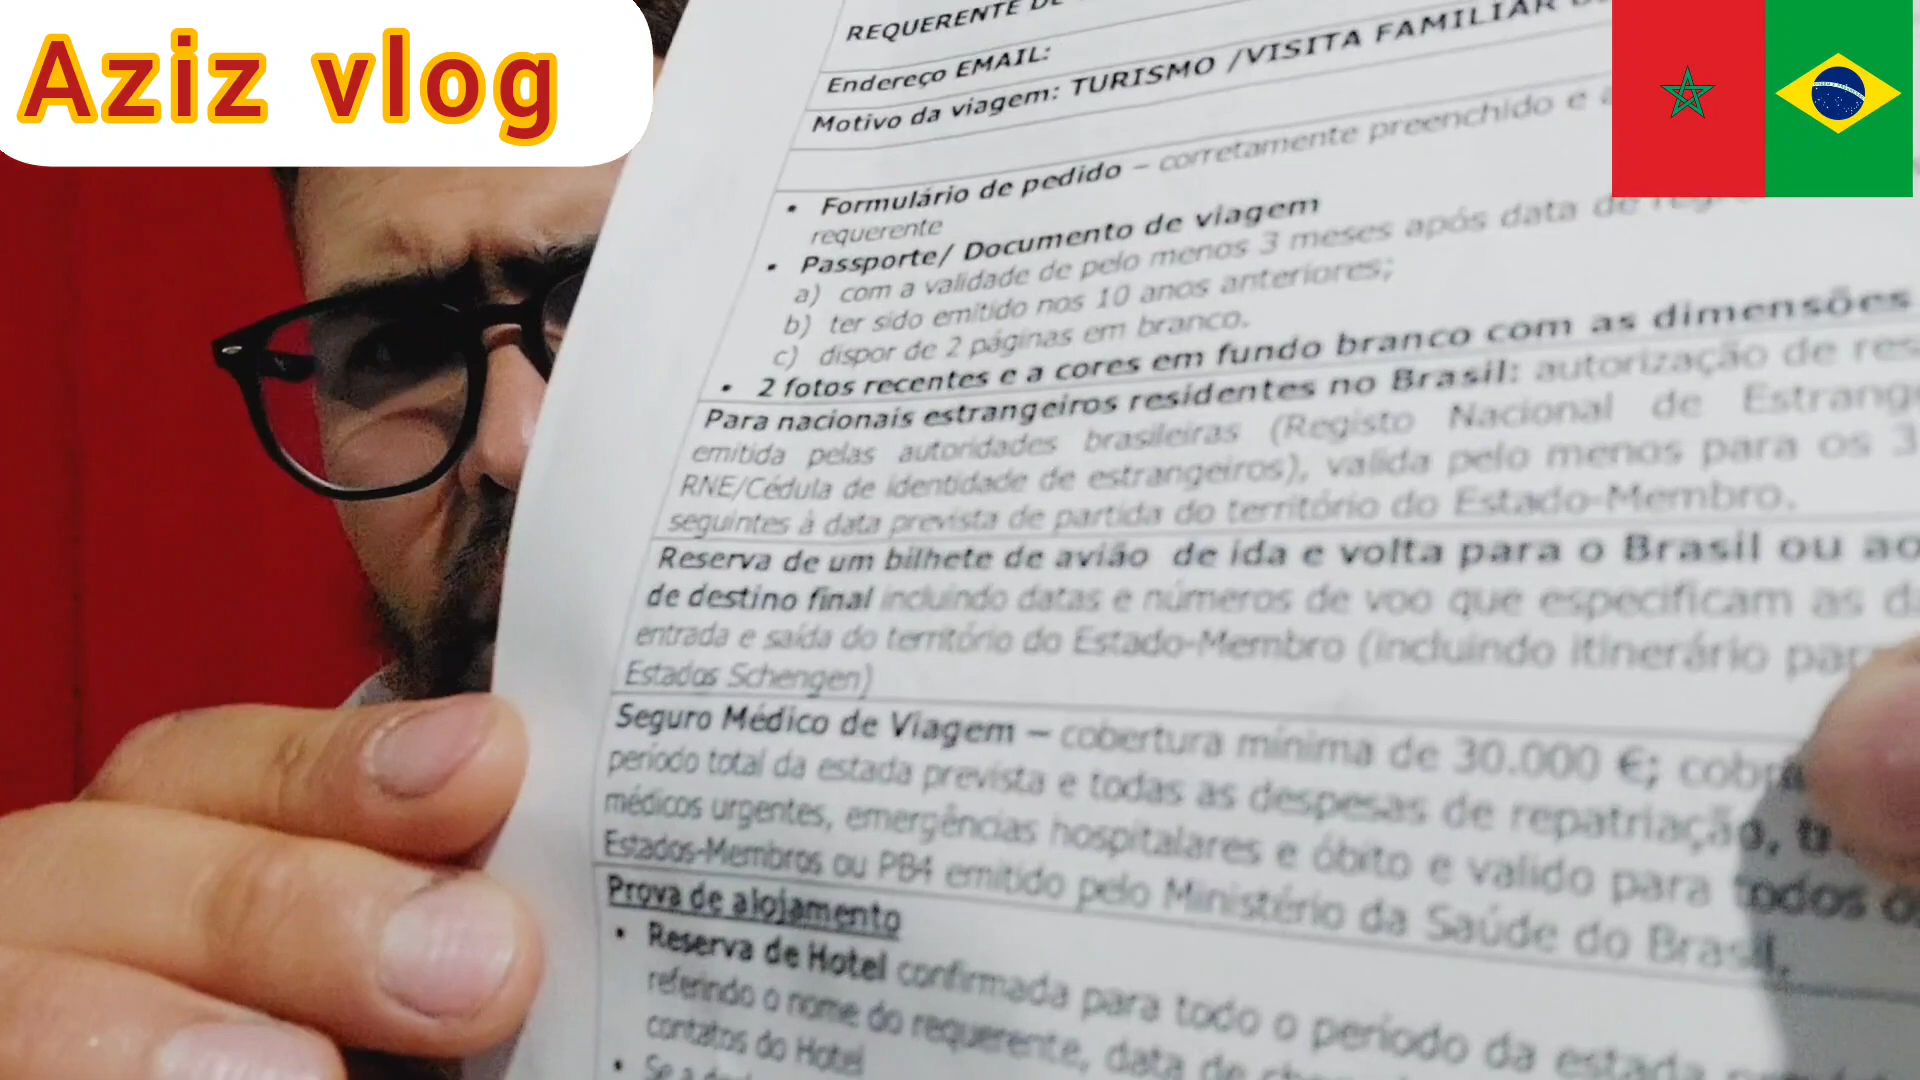 Aziz vlog
REQUERENTE
Endereço EMAIL:
Motivo da viagem: TURISMO /VISITA FAMILIAR
• Formulário de pedido – corretamente preenchido e
requerente
• Passporte/ Documento de viagem
a) com a validade de pelo menos 3 meses após data de
b) ter sido emitido nos 10 anos anteriores;
c) dispor de 2 páginas em branco.
• 2 fotos recentes e a cores em fundo branco com as dimensões
Para nacionais estrangeiros residentes no Brasil: autorização de
emitida pelas autoridades brasileiras (Registo Nacional de
RNE/Cédula de identidade de estrangeiros), valida pelo menos para os 3
seguintes à data prevista de partida do território do Estado-Membro.
Reserva de um bilhete de avião de ida e volta para o Brasil ou
de destino final incluindo datas e números de voo que especificam as
entrada e saída do território do Estado-Membro (incluindo itinerário
Estados Schengen)
Seguro Médico de Viagem – cobertura mínima de 30.000 €;
período total da estada prevista e todas as despesas de repatriação,
médicos urgentes, emergências hospitalares e óbito e valido para todos
Estados-Membros ou PB4 emitido pelo Ministério da Saúde do Brasil.
Prova de alojamento
• Reserva de Hotel confirmada para todo o período da estada
referindo o nome do requerente, data de
contatos do Hotel
• Se a